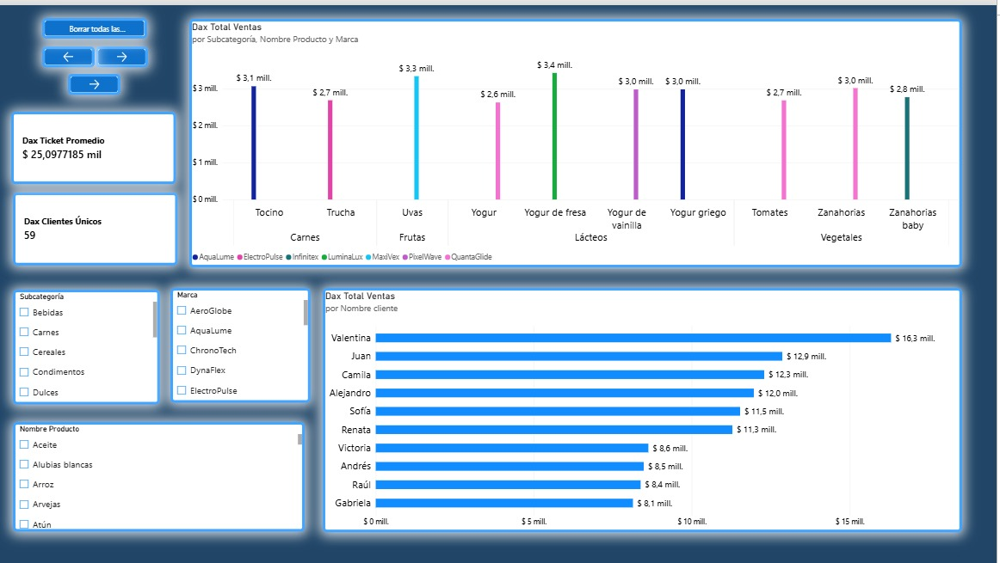 Borrar todas las...
Dax Ticket Promedio
$ 25,0977185 mil
Dax Clientes Únicos
59
Dax Total Ventas
por Subcategoría, Nombre Producto y Marca
$ 3 mill.
$ 2 mill.
$ 1 mill.
$ 0 mill.
$ 3,1 mill.
$ 2,7 mill.
$ 3,3 mill.
$ 2,6 mill.
$ 3,4 mill.
$ 3,0 mill.
$ 3,0 mill.
$ 2,7 mill.
$ 3,0 mill.
$ 2,8 mill.
Tocino
Trucha
Uvas
Yogur
Yogur de fresa
Yogur de
vainilla
Yogur griego
Tomates
Zanahorias
Zanahorias
baby
Carnes
Frutas
Lácteos
Vegetales
AquaLume
ElectroPulse
Infinitex
LuminaLux
MaxiVex
PixelWave
QuantaGlide
Subcategoría
Bebidas
Carnes
Cereales
Condimentos
Dulces
Marca
AeroGlobe
AquaLume
ChronoTech
DynaFlex
ElectroPulse
Nombre Producto
Aceite
Alubias blancas
Arroz
Arvejas
Atún
Dax Total Ventas
por Nombre cliente
Valentina $ 16,3 mill.
Juan $ 12,9 mill.
Camila $ 12,3 mill.
Alejandro $ 12,0 mill.
Sofía $ 11,5 mill.
Renata $ 11,3 mill.
Victoria $ 8,6 mill.
Andrés $ 8,5 mill.
Raúl $ 8,4 mill.
Gabriela $ 8,1 mill.
$ 0 mill. $ 5 mill. $ 10 mill. $ 15 mill.